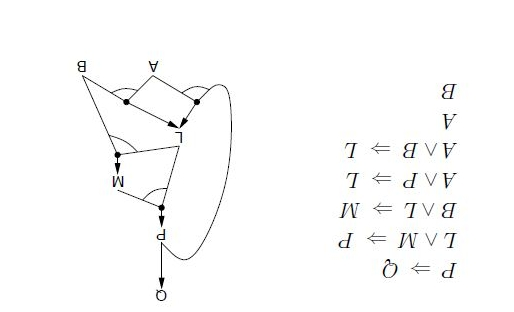 P ⇒ Q
L ∧ M ⇒ P
B ∧ L ⇒ M
A ∧ P ⇒ L
A ∧ B ⇒ L
A
B
Q
P
M
L
A
B